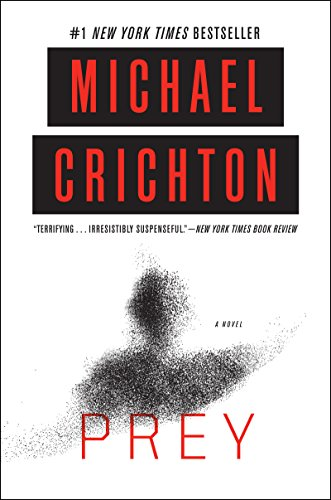 #1 NEW YORK TIMES BESTSELLER
MICHAEL
CRICHTON
"TERRIFYING . . . IRRESISTIBLY SUSPENSEFUL."—NEW YORK TIMES BOOK REVIEW
A NOVEL
PREY